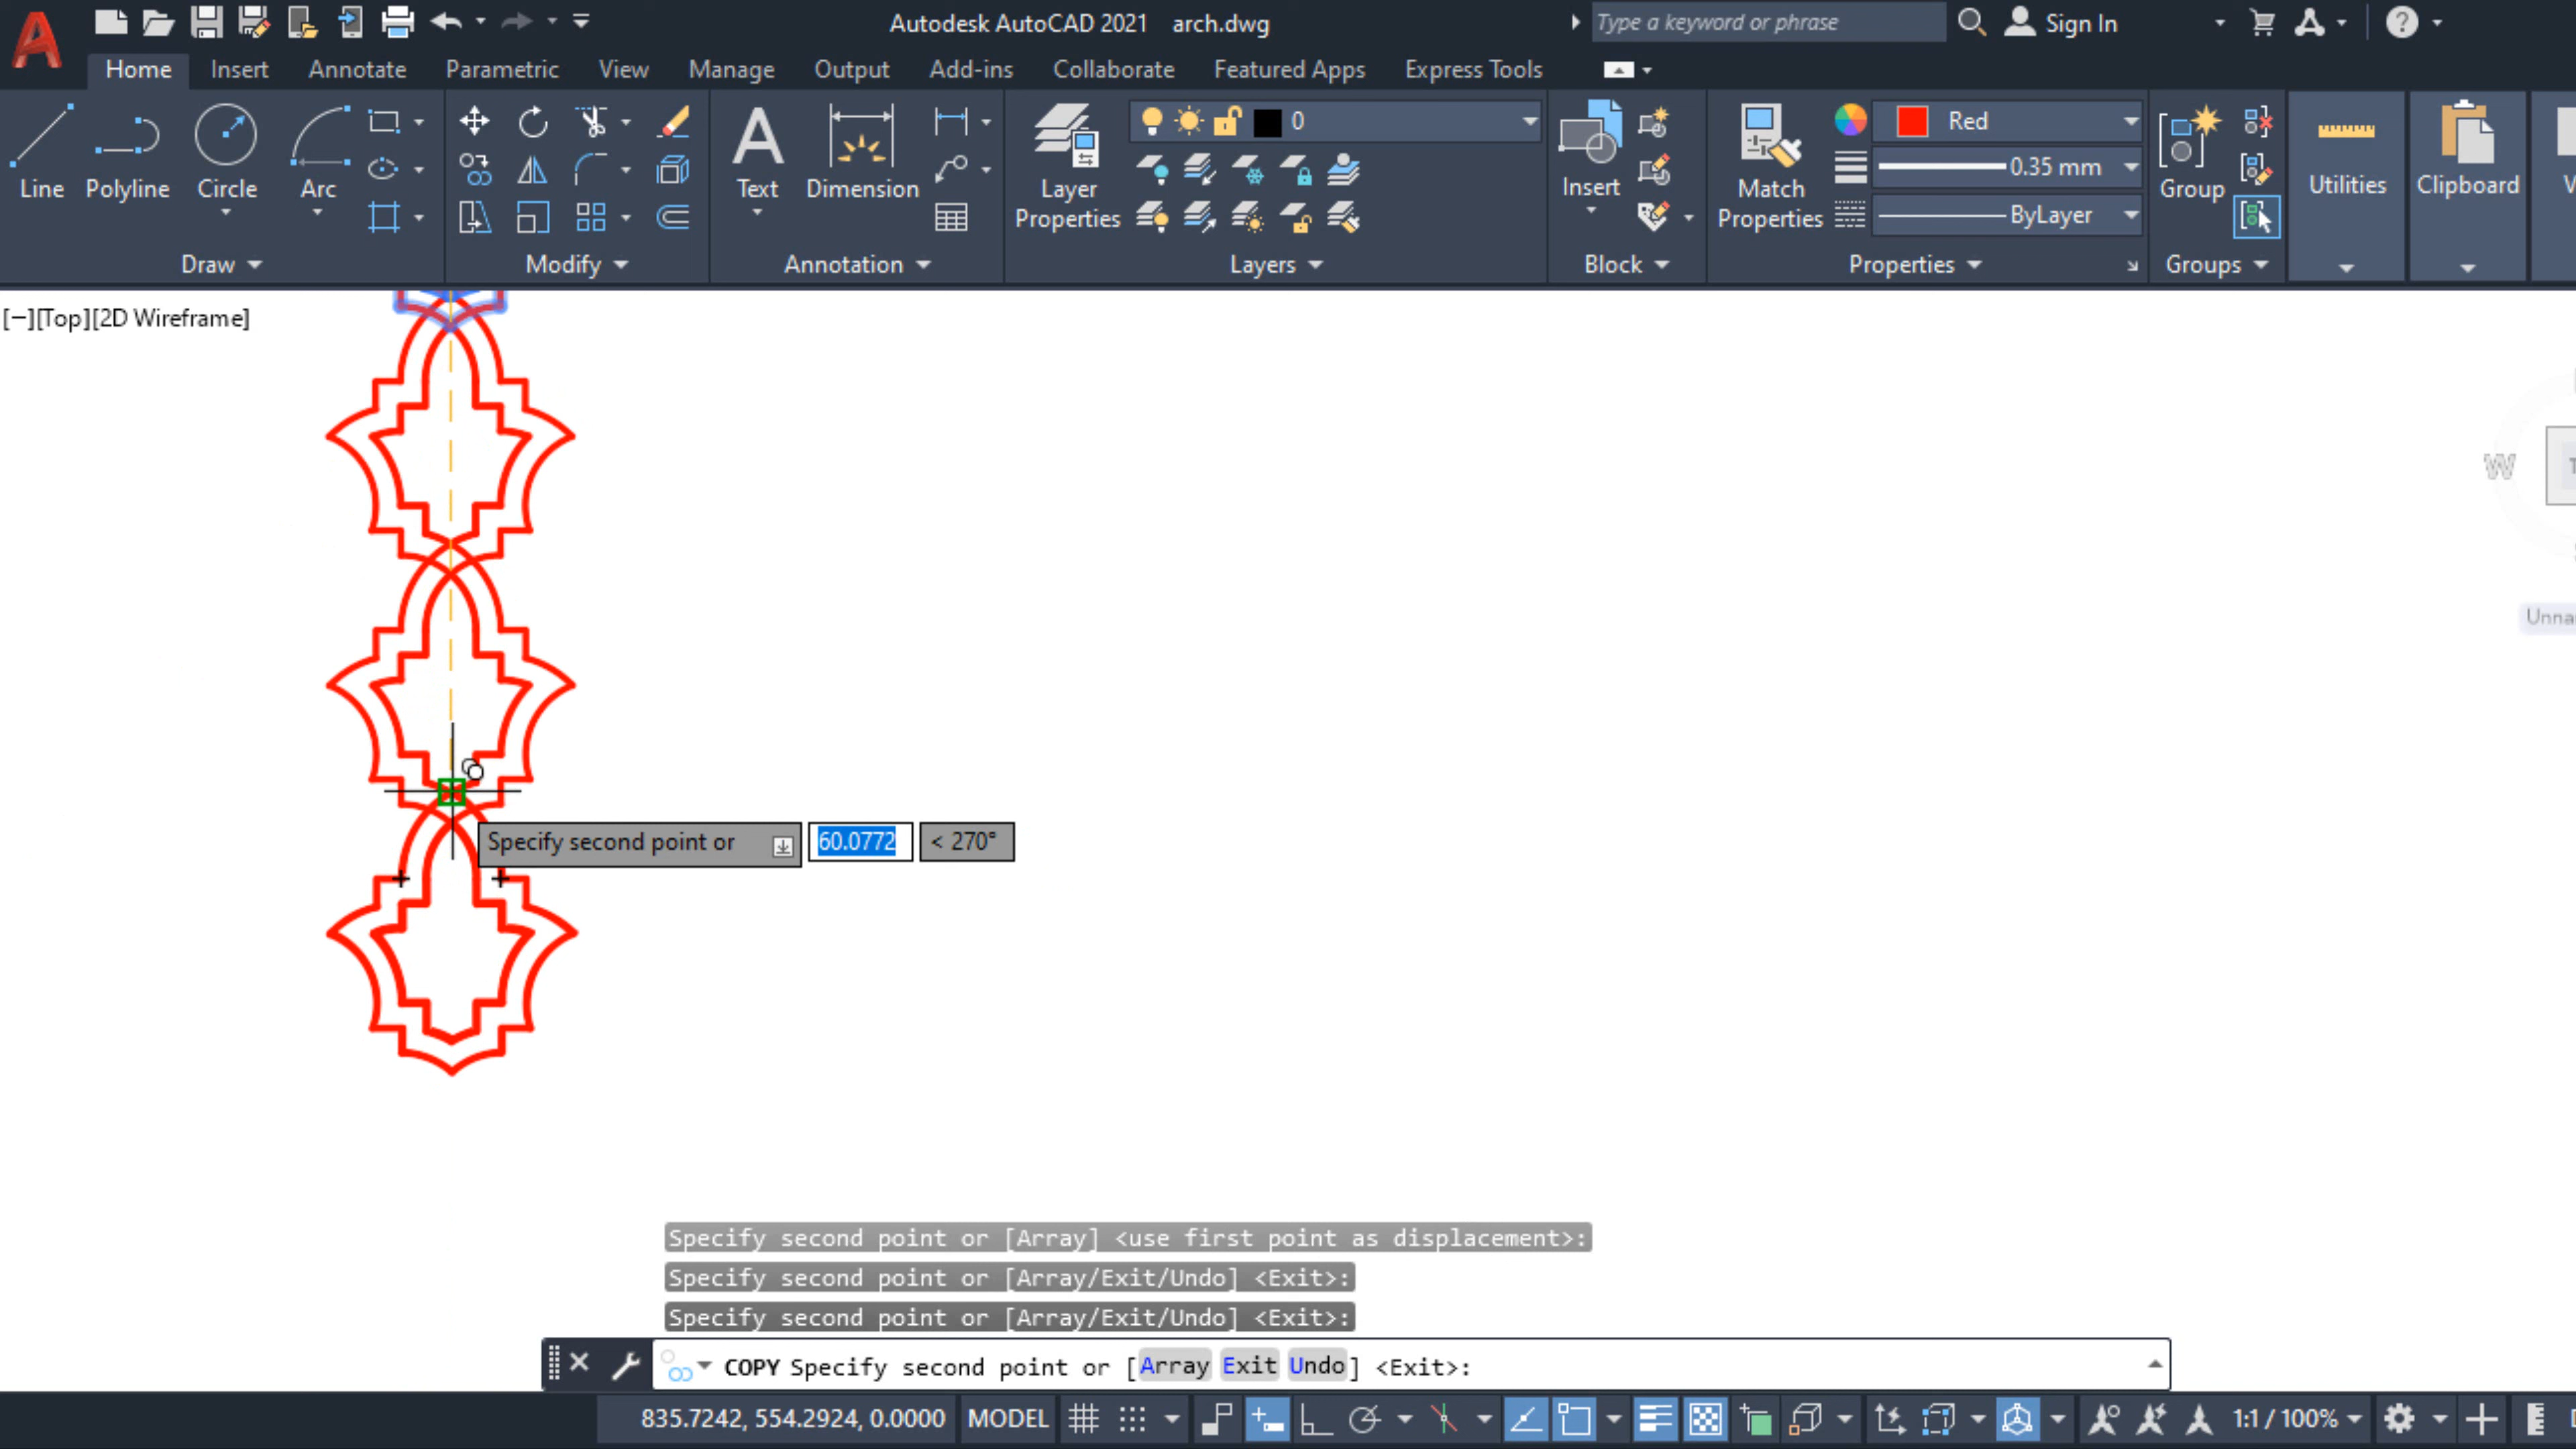 Autodesk AutoCAD 2021 arch.dwg
Type a keyword or phrase
Sign In
Home Insert Annotate Parametric View Manage Output Add-ins Collaborate Featured Apps Express Tools
0
Red
Line Polyline Circle Arc
Text Dimension
Layer Properties
Insert
Match Properties
0.35 mm
ByLayer
Group
Utilities
Clipboard
Draw Modify Annotation Layers Block Properties Groups
[−][Top][2D Wireframe]
W
Specify second point or 60.0772 < 270°
Specify second point or [Array] <use first point as displacement>:
Specify second point or [Array/Exit/Undo] <Exit>:
Specify second point or [Array/Exit/Undo] <Exit>:
COPY Specify second point or [Array Exit Undo] <Exit>:
835.7242, 554.2924, 0.0000 MODEL 1:1 / 100%